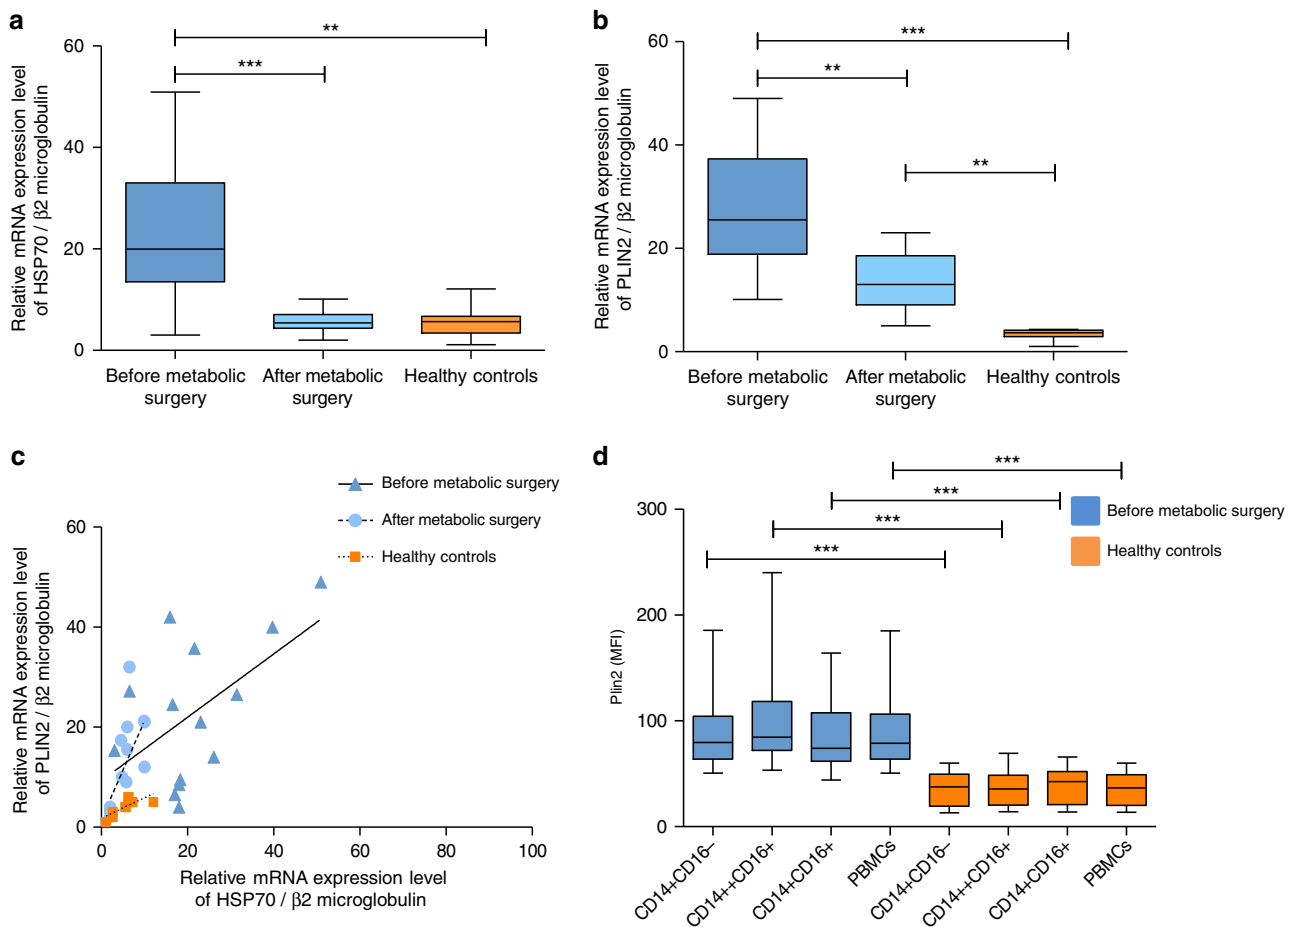 a
Relative mRNA expression level
of HSP70 / β2 microglobulin
60
40
20
0
**
***
Before metabolic
surgery
After metabolic
surgery
Healthy controls
b
Relative mRNA expression level
of PLIN2 / β2 microglobulin
60
40
20
0
***
**
**
Before metabolic
surgery
After metabolic
surgery
Healthy controls
c
Relative mRNA expression level
of PLIN2 / β2 microglobulin
60
40
20
0
Before metabolic surgery
After metabolic surgery
Healthy controls
0
20
40
60
80
100
Relative mRNA expression level
of HSP70 / β2 microglobulin
d
Plin2 (MFI)
300
200
100
0
***
***
***
***
Before metabolic surgery
Healthy controls
CD14+CD16–
CD14++CD16+
CD14+CD16+
PBMCs
CD14+CD16–
CD14++CD16+
CD14+CD16+
PBMCs